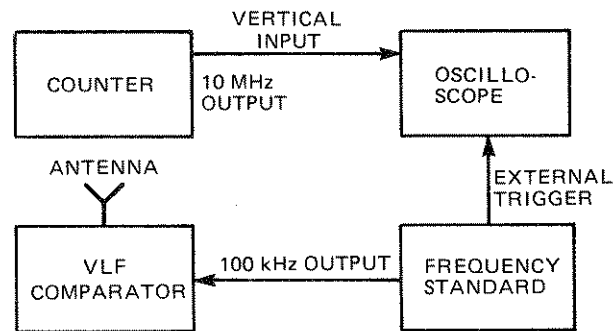 VERTICAL
INPUT
COUNTER
10 MHz
OUTPUT
OSCILLO-
SCOPE
ANTENNA
EXTERNAL
TRIGGER
VLF
COMPARATOR
100 kHz OUTPUT
FREQUENCY
STANDARD